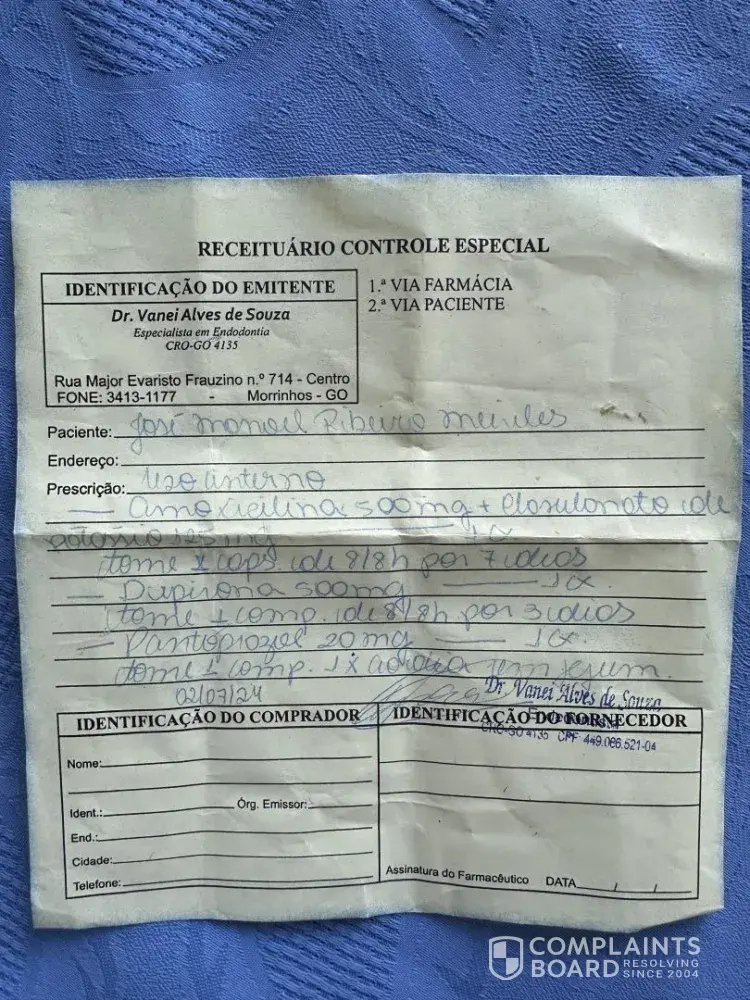 RECEITUÁRIO CONTROLE ESPECIAL
IDENTIFICAÇÃO DO EMITENTE
Dr. Vanei Alves de Souza
Especialista em Endodontia
CRO-GO 4135
Rua Major Evaristo Frauzino n.º 714 - Centro
FONE: 3413-1177 - Morrinhos - GO
1.ª VIA FARMÁCIA
2.ª VIA PACIENTE
Paciente: José Manoel Ribeiro
Endereço:
Prescrição: Uso interno
— Amoxicilina 500mg + Clavulonato de
potássio 125 mg — 1cx
tome 1 caps. de 8/8h por 7 dias
— Dipirona 500mg — 1cx.
tome 1 comp. de 8/8h por 3 dias
— Pantoprazol 20mg — 1cx.
tome 1 comp. 1x ao dia em jejum.
02/07/24
Dr. Vanei Alves de Souza
CRO-GO 4135 CPF 449.066.521-04
IDENTIFICAÇÃO DO COMPRADOR
Nome:
Ident.: Órg. Emissor:
End.:
Cidade:
Telefone:
IDENTIFICAÇÃO DO FORNECEDOR
Assinatura do Farmacêutico DATA / /
COMPLAINTS
BOARD RESOLVING
SINCE 2004